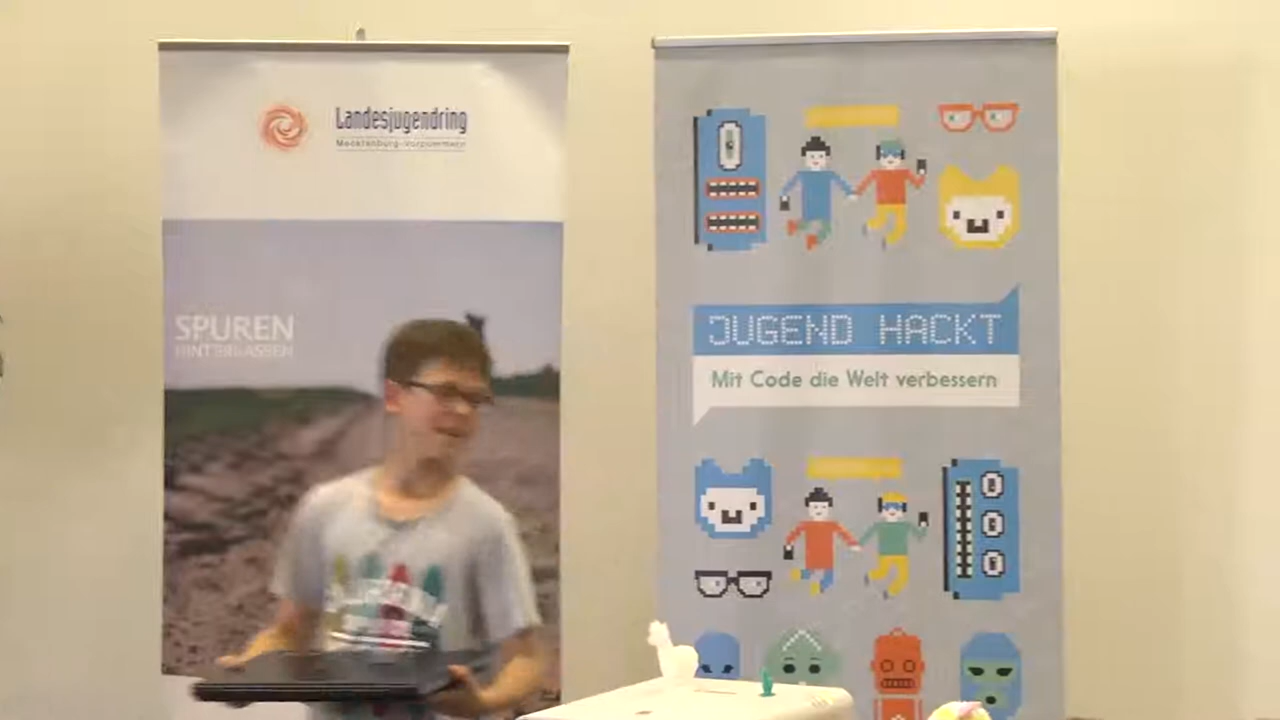 Landesjugendring
Mecklenburg-Vorpommern
SPUREN
HINTERLASSEN
JUGEND HACKT
Mit Code die Welt verbessern